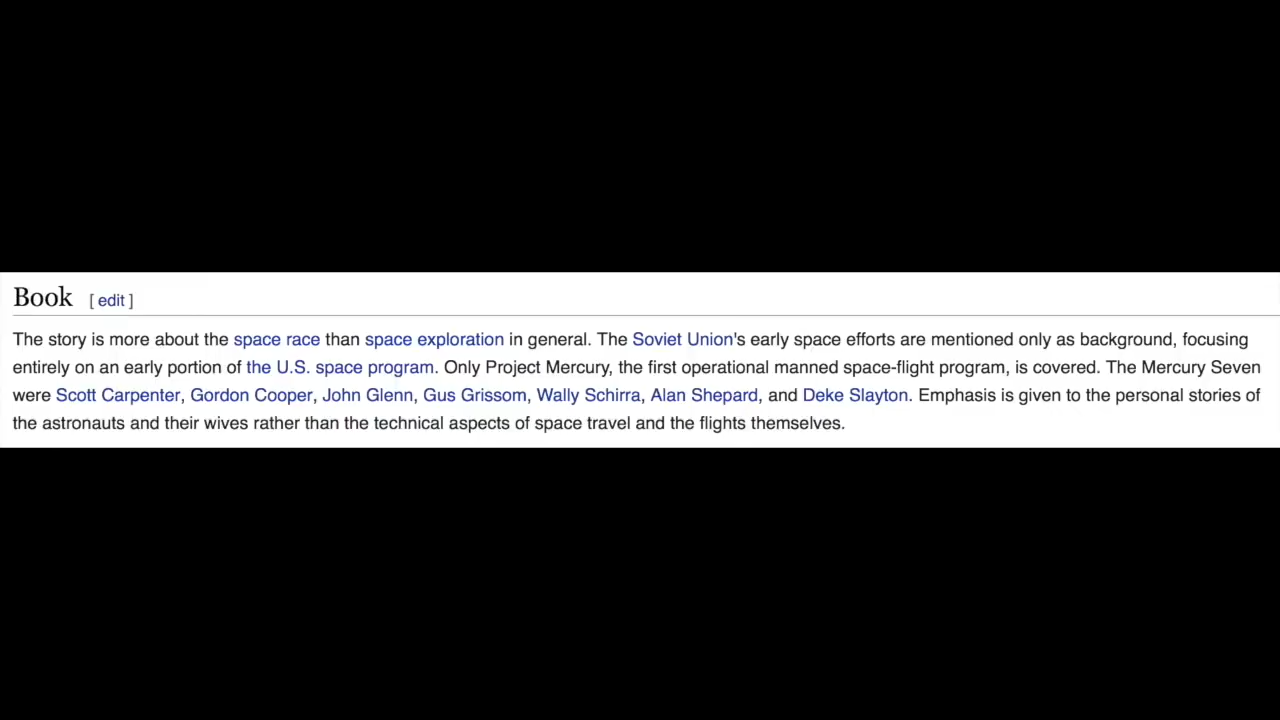 Book [ edit ]
The story is more about the space race than space exploration in general. The Soviet Union's early space efforts are mentioned only as background, focusing
entirely on an early portion of the U.S. space program. Only Project Mercury, the first operational manned space-flight program, is covered. The Mercury Seven
were Scott Carpenter, Gordon Cooper, John Glenn, Gus Grissom, Wally Schirra, Alan Shepard, and Deke Slayton. Emphasis is given to the personal stories of
the astronauts and their wives rather than the technical aspects of space travel and the flights themselves.